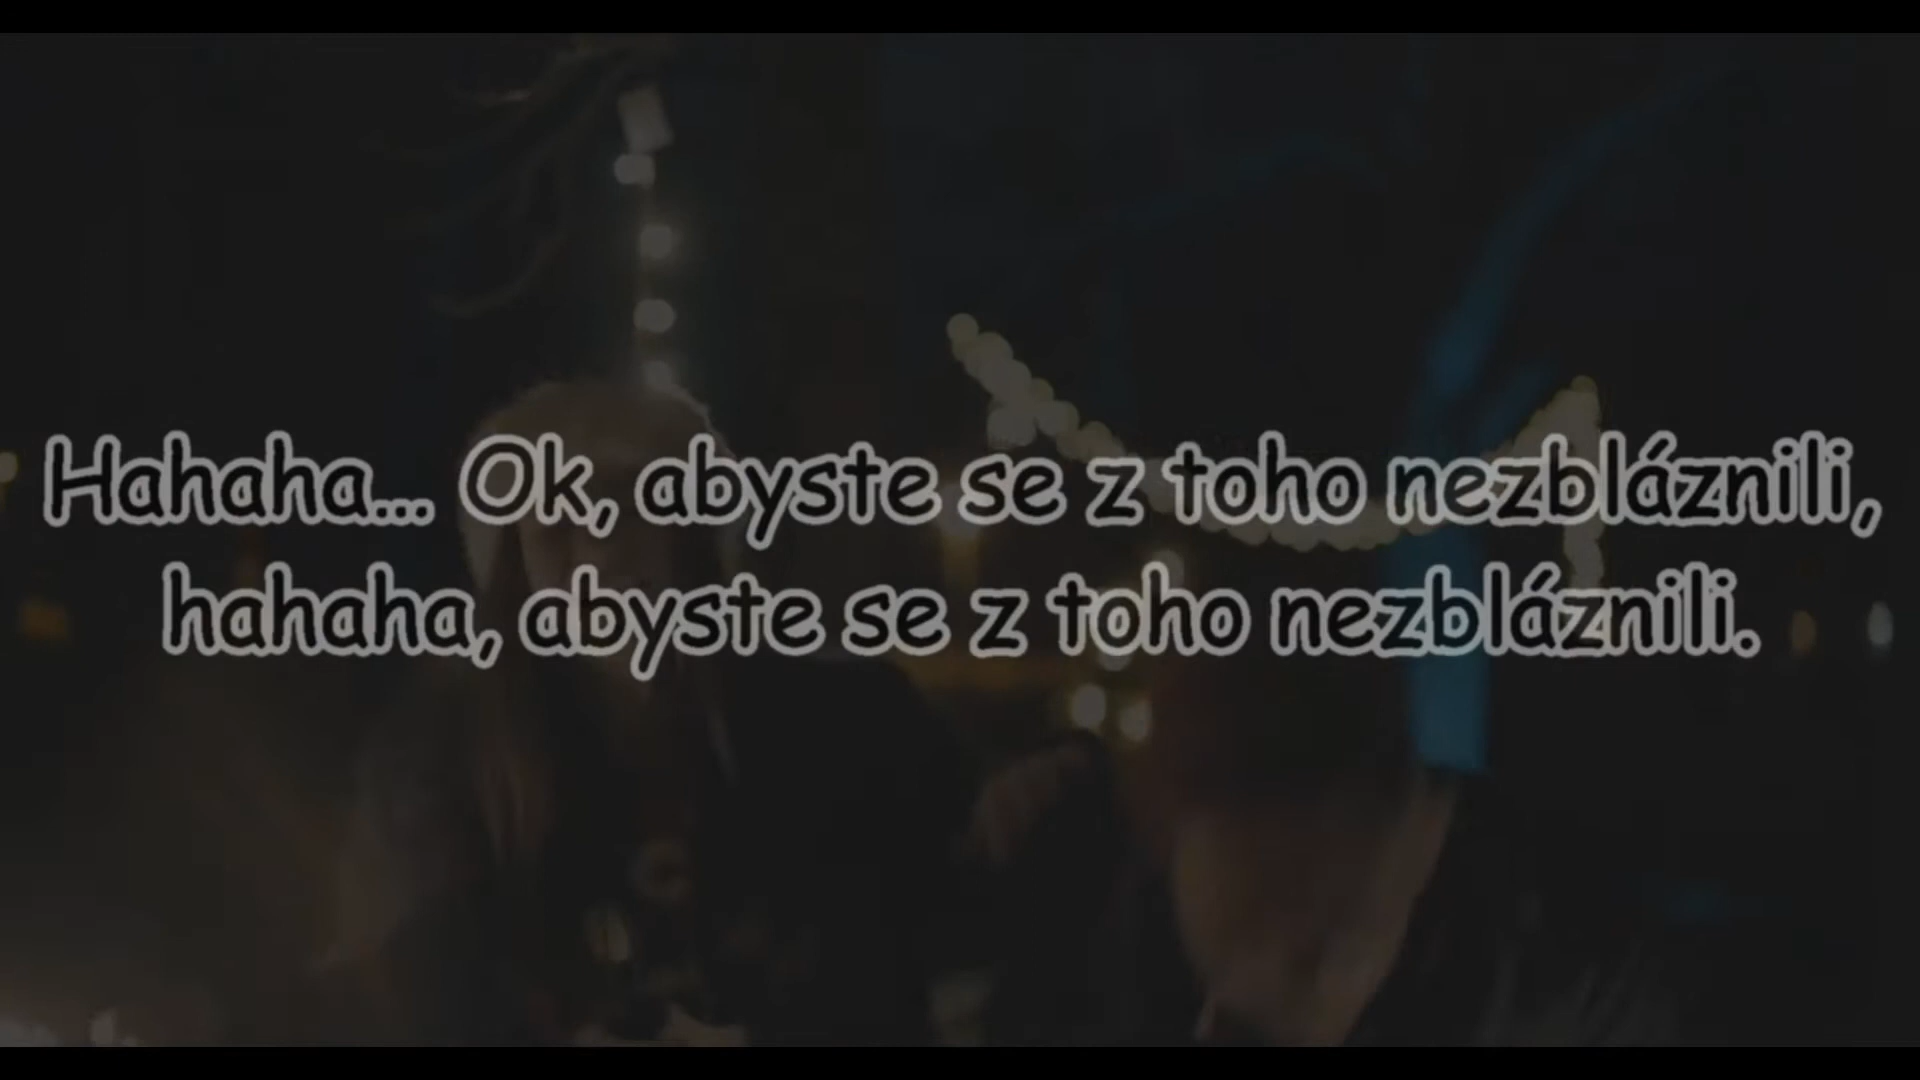 Hahaha... Ok, abyste se z toho nezbláznili,
hahaha, abyste se z toho nezbláznili.